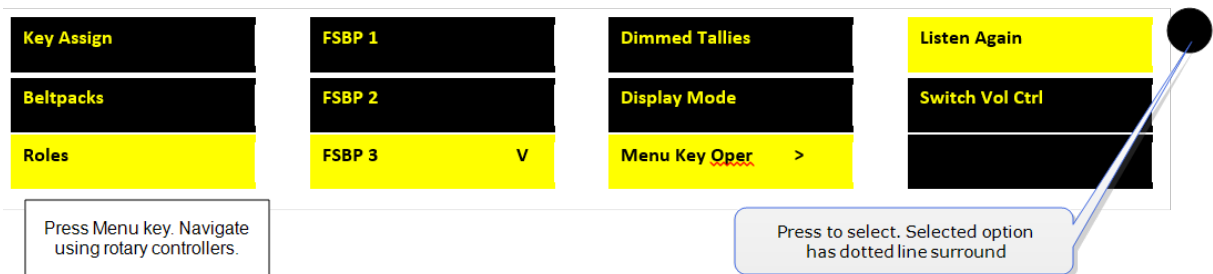 Key Assign
FSBP 1
Dimmed Tallies
Listen Again
Beltpacks
FSBP 2
Display Mode
Switch Vol Ctrl
Roles
FSBP 3 V
Menu Key Oper >
Press Menu key. Navigate
using rotary controllers.
Press to select. Selected option
has dotted line surround